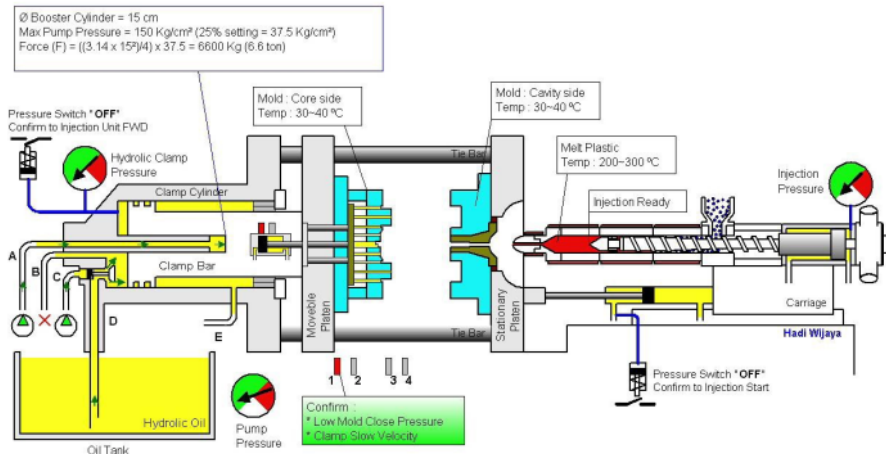 Ø Booster Cylinder = 15 cm
Max Pump Pressure = 150 Kg/cm² (25% setting = 37.5 Kg/cm²)
Force (F) = ((3.14 x 15²)/4) x 37.5 = 6600 Kg (6.6 ton)
Pressure Switch "OFF"
Confirm to Injection Unit FWD
Hydrolic Clamp
Pressure
Mold : Core side
Temp : 30~40 ºC
Mold : Cavity side
Temp : 30~40 ºC
Melt Plastic
Temp : 200~300 ºC
Injection Ready
Injection
Pressure
Clamp Cylinder
Tie Bar
A
B
C
Clamp Bar
D
E
Moveble
Platen
Stationary
Platen
Tie Bar
Carriage
Hadi Wijaya
1 2 3 4
Pressure Switch "OFF"
Confirm to Injection Start
Hydrolic Oil
Oil Tank
Pump
Pressure
Confirm :
* Low Mold Close Pressure
* Clamp Slow Velocity